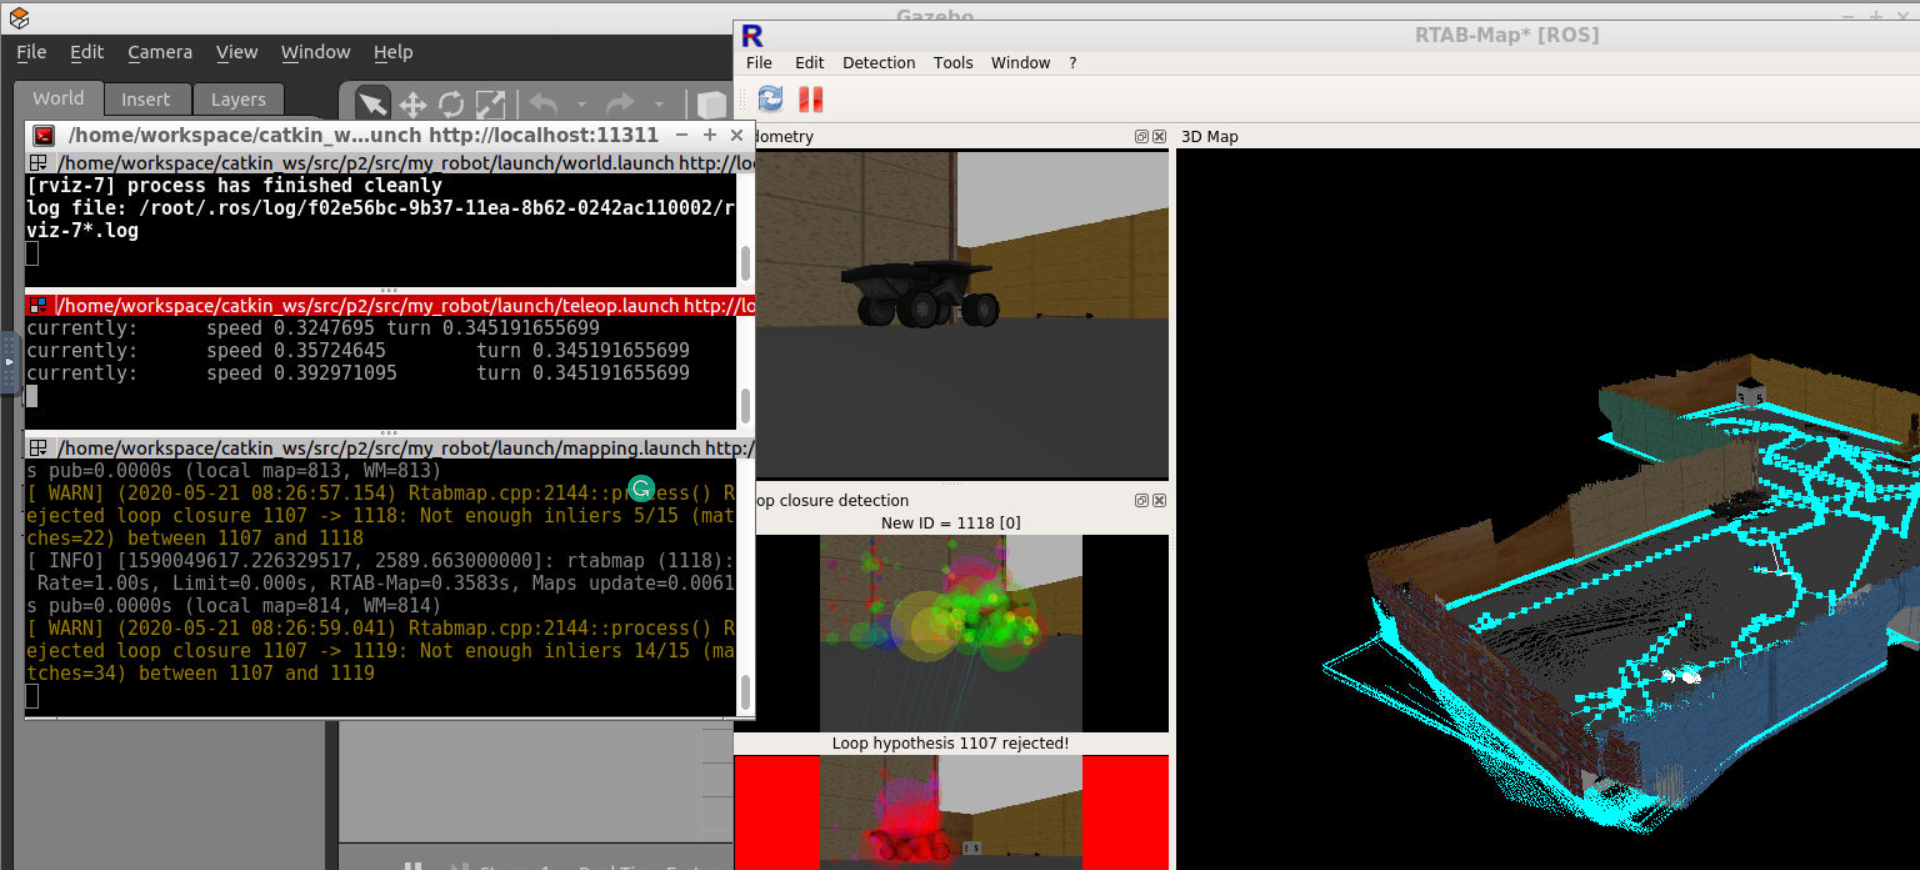 Gazebo
File Edit Camera View Window Help
World Insert Layers
/home/workspace/catkin_w...unch http://localhost:11311
/home/workspace/catkin_ws/src/p2/src/my_robot/launch/world.launch http://lo
[rviz-7] process has finished cleanly
log file: /root/.ros/log/f02e56bc-9b37-11ea-8b62-0242ac110002/r
viz-7*.log
/home/workspace/catkin_ws/src/p2/src/my_robot/launch/teleop.launch http://lo
currently: speed 0.3247695 turn 0.345191655699
currently: speed 0.35724645 turn 0.345191655699
currently: speed 0.392971095 turn 0.345191655699
/home/workspace/catkin_ws/src/p2/src/my_robot/launch/mapping.launch http:/
s pub=0.0000s (local map=813, WM=813)
[ WARN] (2020-05-21 08:26:57.154) Rtabmap.cpp:2144::process() R
ejected loop closure 1107 -> 1118: Not enough inliers 5/15 (mat
ches=22) between 1107 and 1118
[ INFO] [1590049617.226329517, 2589.663000000]: rtabmap (1118):
Rate=1.00s, Limit=0.000s, RTAB-Map=0.3583s, Maps update=0.0061
s pub=0.0000s (local map=814, WM=814)
[ WARN] (2020-05-21 08:26:59.041) Rtabmap.cpp:2144::process() R
ejected loop closure 1107 -> 1119: Not enough inliers 14/15 (ma
tches=34) between 1107 and 1119
R
RTAB-Map* [ROS]
File Edit Detection Tools Window ?
dometry
3D Map
op closure detection
New ID = 1118 [0]
Loop hypothesis 1107 rejected!